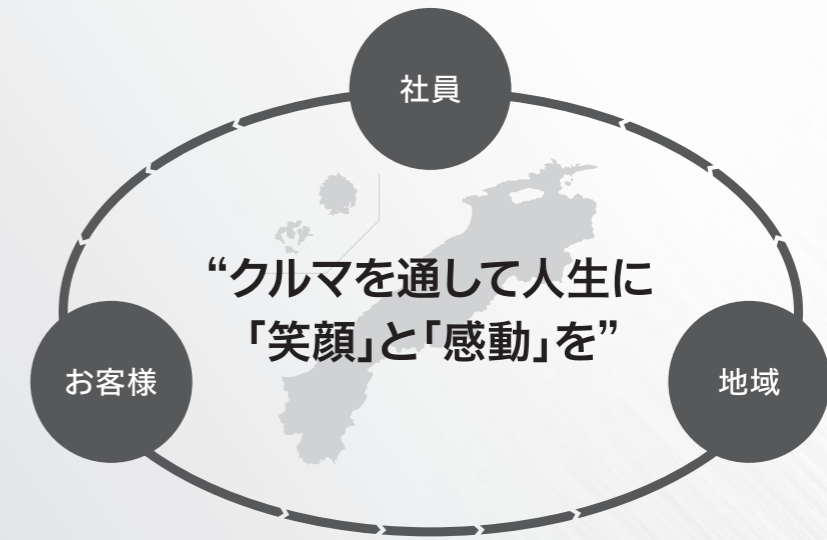 社員
“クルマを通して人生に
「笑顔」と「感動」を”
お客様
地域